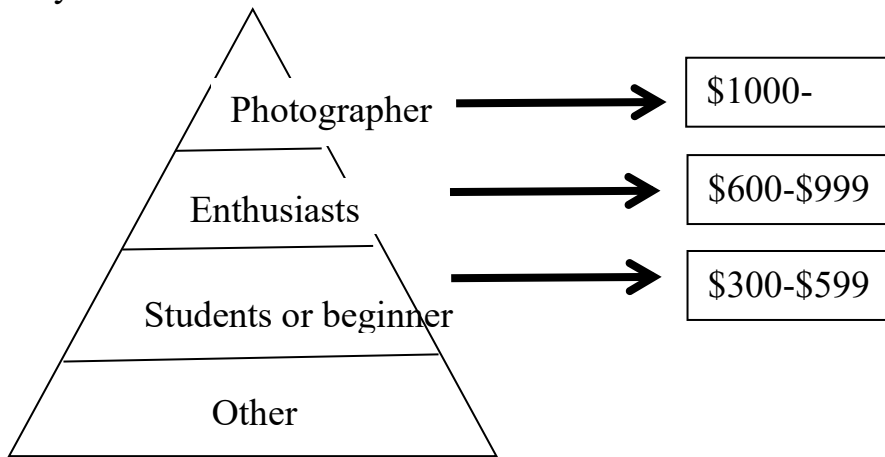 Photographer
$1000-
Enthusiasts
$600-$999
Students or beginner
$300-$599
Other